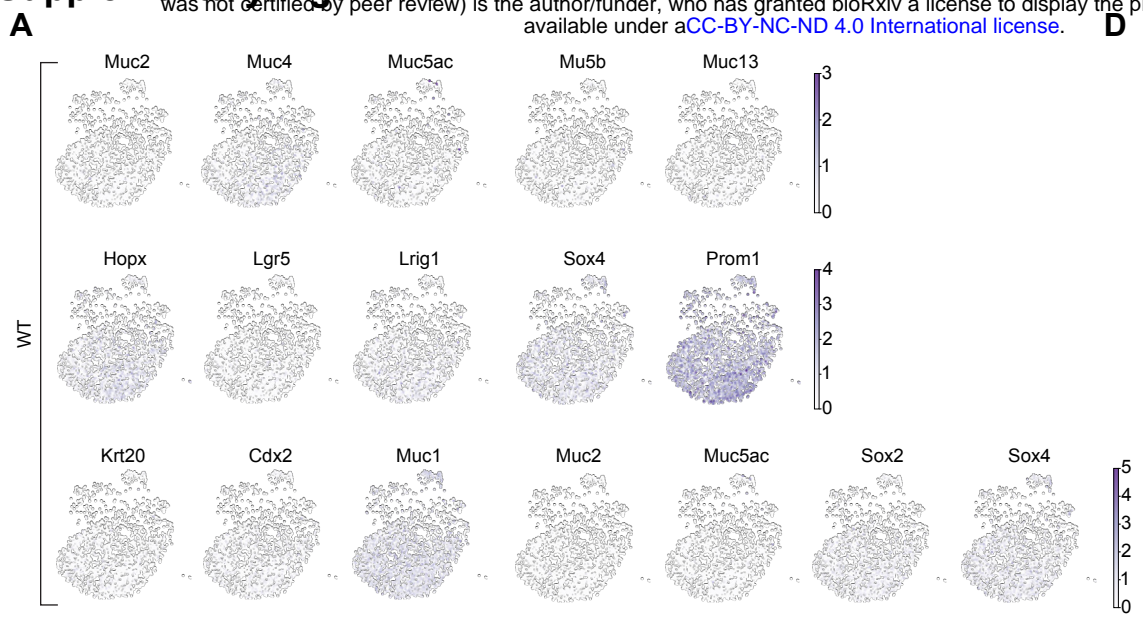 was not certified by peer review) is the author/funder, who has granted bioRxiv a license to display the
available under aCC-BY-NC-ND 4.0 International license.
A
D
Muc2 Muc4 Muc5ac Mu5b Muc13
3
2
1
0
WT
Hopx Lgr5 Lrig1 Sox4 Prom1
4
3
2
1
0
Krt20 Cdx2 Muc1 Muc2 Muc5ac Sox2 Sox4
5
4
3
2
1
0